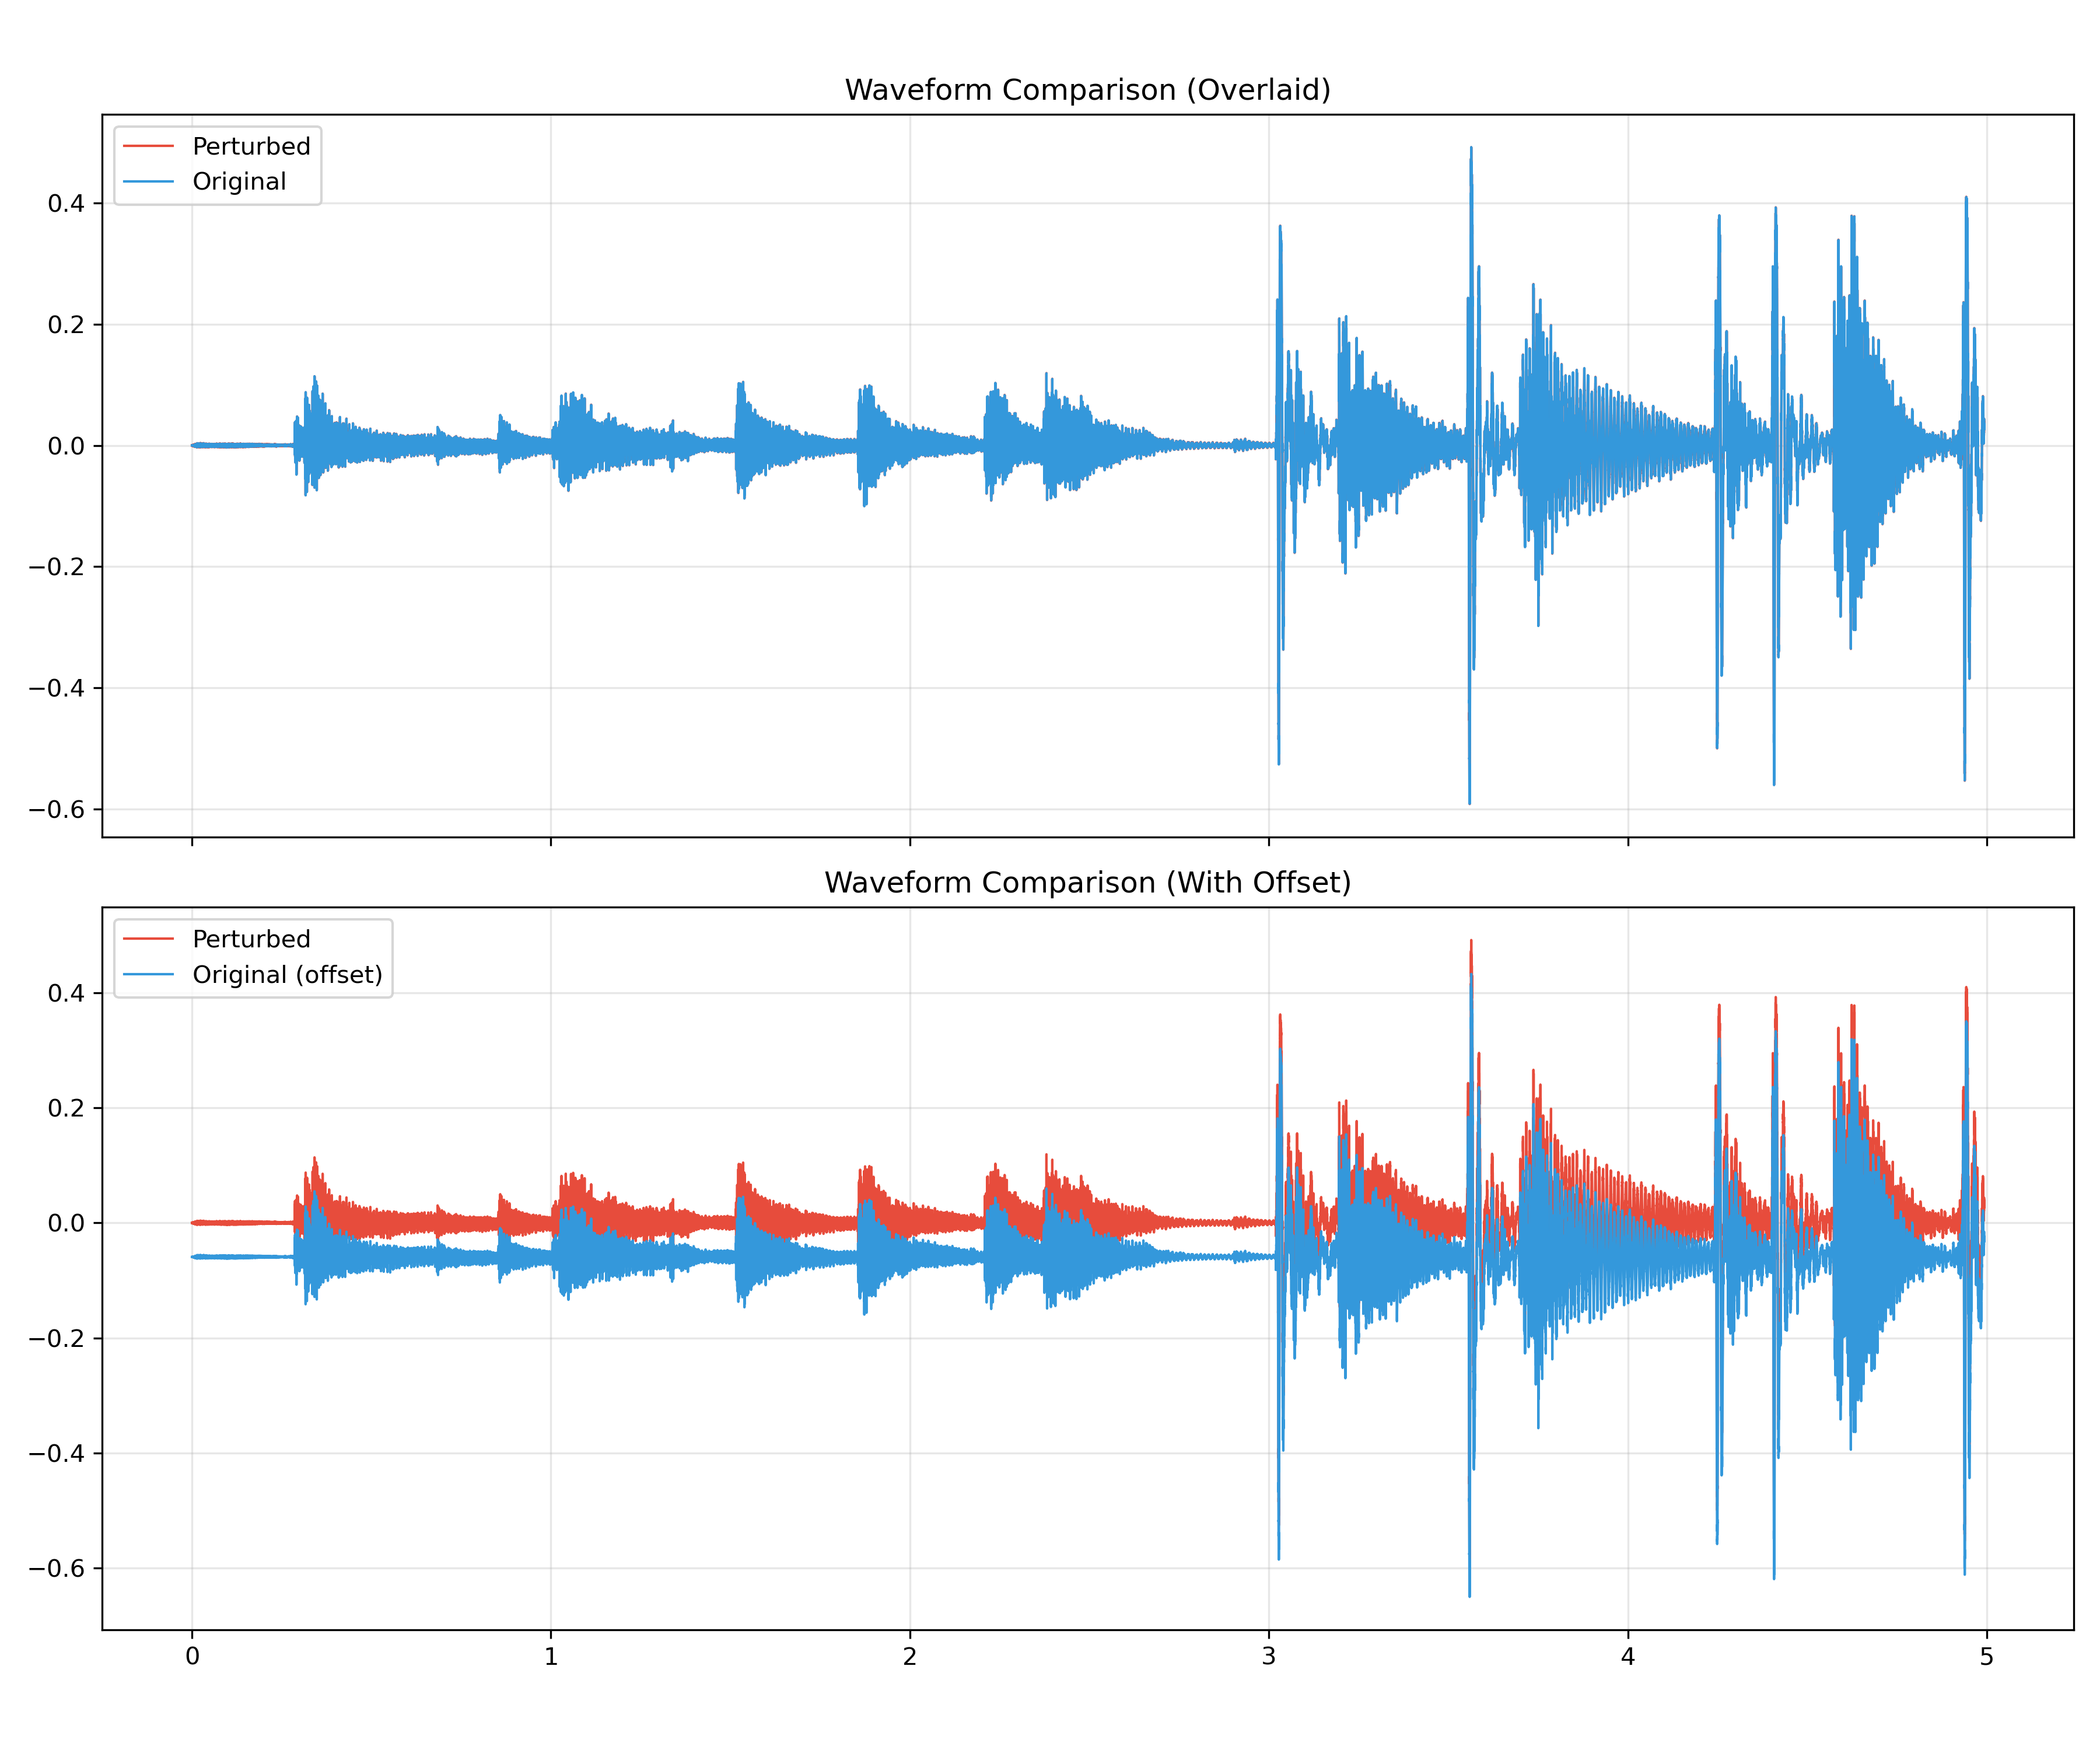 Waveform Comparison (Overlaid)
Perturbed
Original
0.4
0.2
0.0
−0.2
−0.4
−0.6
Waveform Comparison (With Offset)
Perturbed
Original (offset)
0.4
0.2
0.0
−0.2
−0.4
−0.6
0 1 2 3 4 5